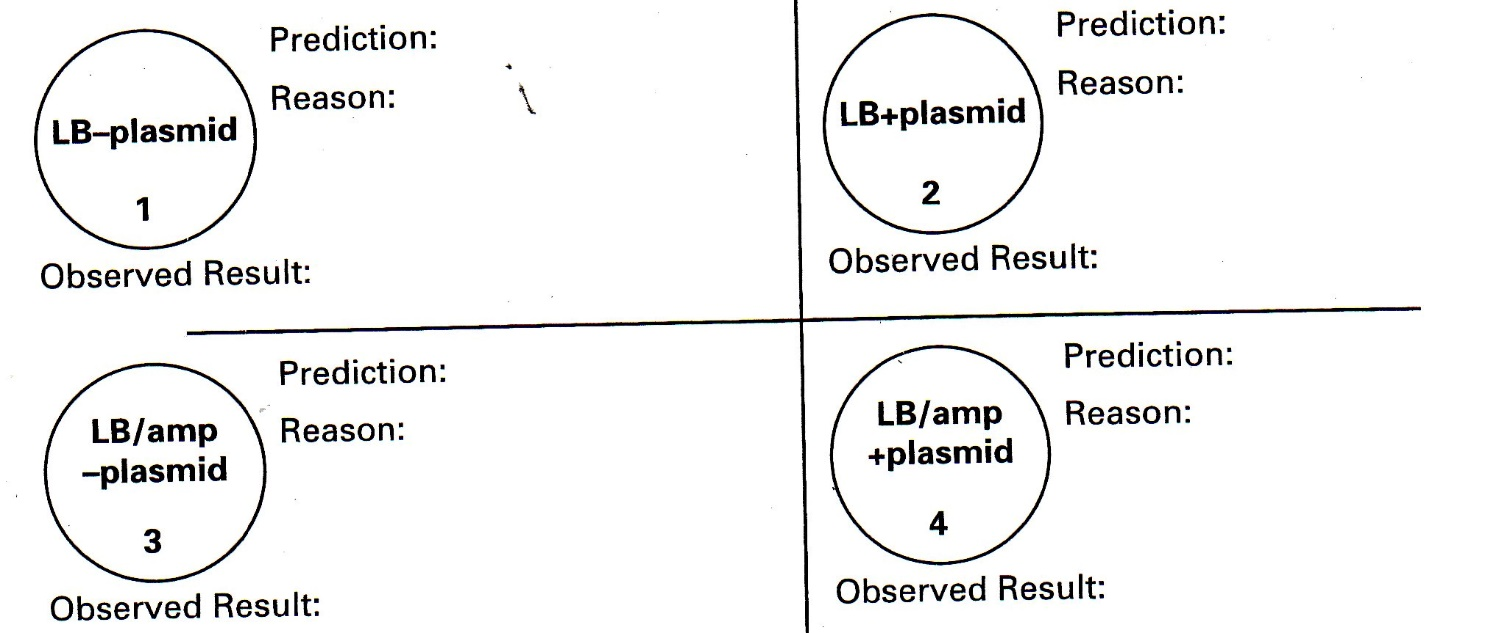 LB–plasmid
1
Prediction:
Reason:
Observed Result:
LB+plasmid
2
Prediction:
Reason:
Observed Result:
LB/amp
–plasmid
3
Prediction:
Reason:
Observed Result:
LB/amp
+plasmid
4
Prediction:
Reason:
Observed Result: